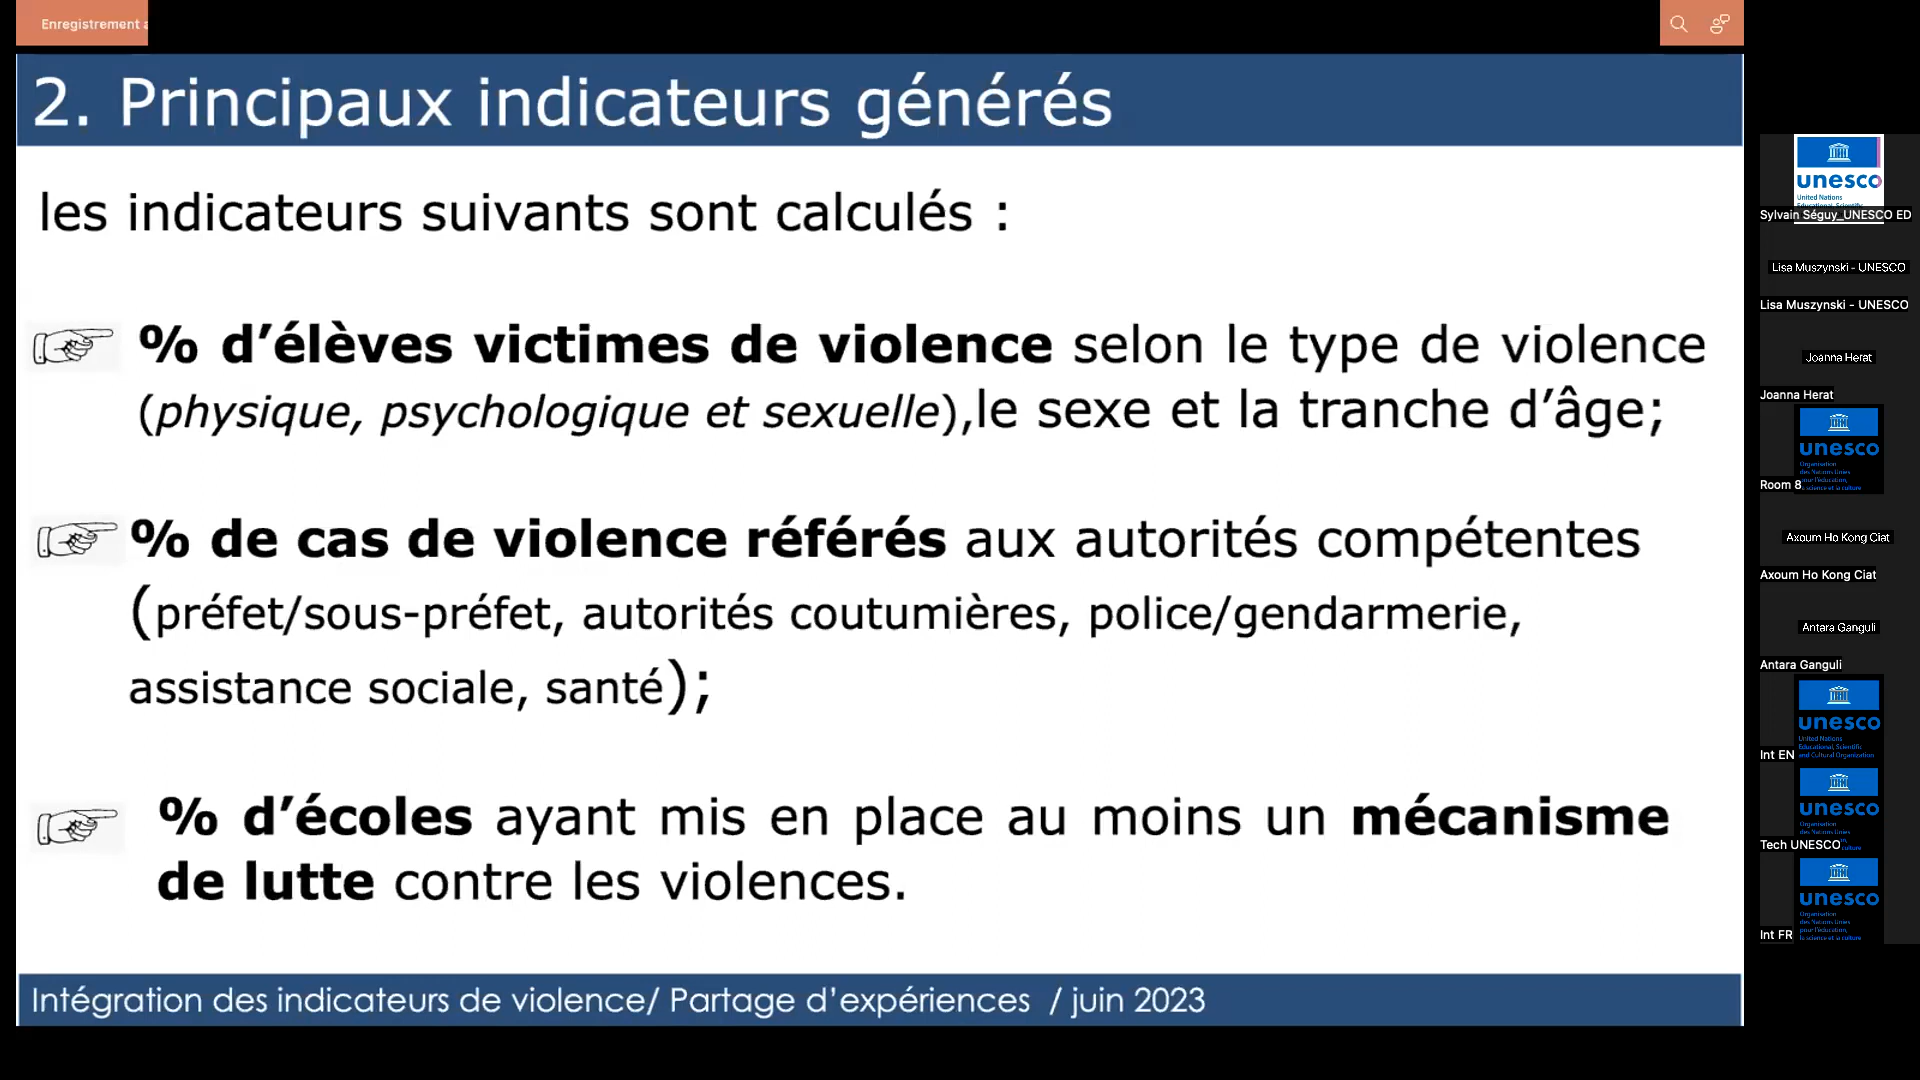 Enregistrement
2. Principaux indicateurs générés
les indicateurs suivants sont calculés :
% d’élèves victimes de violence selon le type de violence
(physique, psychologique et sexuelle),le sexe et la tranche d’âge;
% de cas de violence référés aux autorités compétentes
(préfet/sous-préfet, autorités coutumières, police/gendarmerie,
assistance sociale, santé);
% d’écoles ayant mis en place au moins un mécanisme
de lutte contre les violences.
Intégration des indicateurs de violence/ Partage d’expériences / juin 2023
unesco
United Nations
Sylvain Séguy_UNESCO ED
Lisa Muszynski - UNESCO
Lisa Muszynski - UNESCO
Joanna Herat
Joanna Herat
unesco
Organisation
des Nations Unies
pour l'éducation,
science et la culture
Room 8
Axoum Ho Kong Ciat
Axoum Ho Kong Ciat
Antara Ganguli
Antara Ganguli
unesco
United Nations
Educational, Scientific
and Cultural Organization
Int EN
unesco
Organisation
des Nations Unies
culture
Tech UNESCO
unesco
Organisation
des Nations Unies
pour l'éducation,
la science et la culture
Int FR